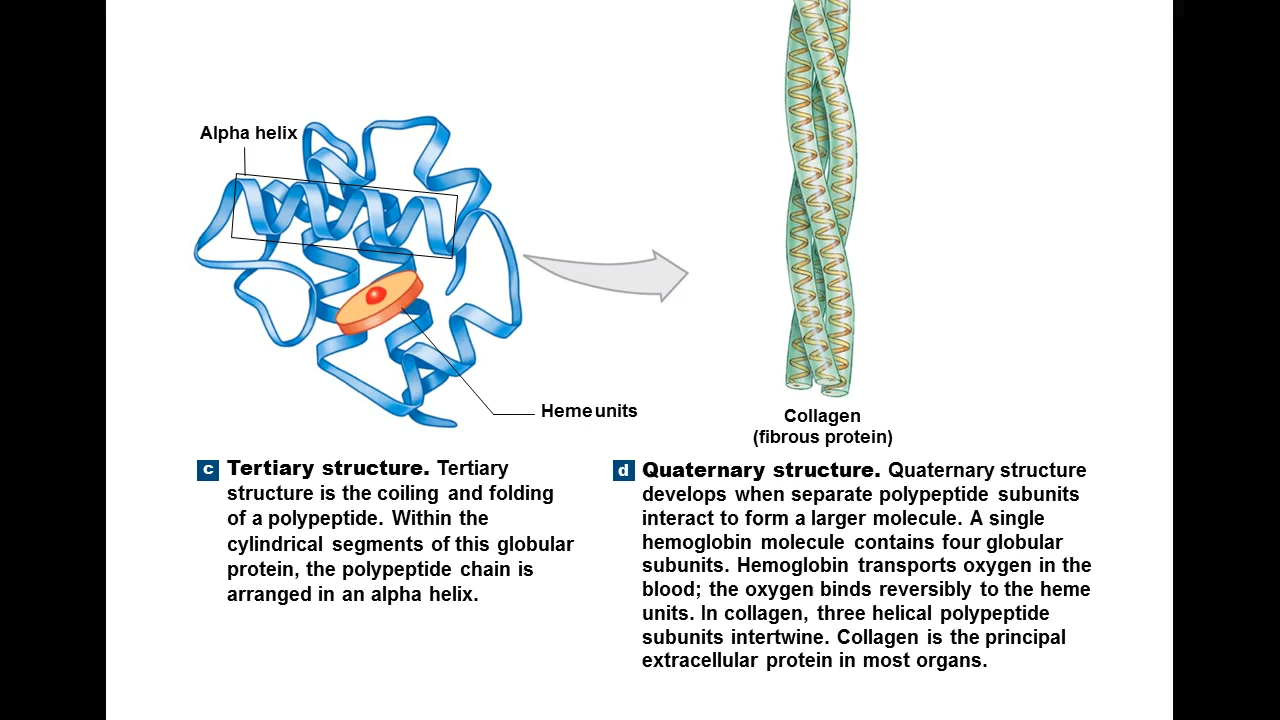 Alpha helix
Heme units
Collagen
(fibrous protein)
c Tertiary structure. Tertiary
structure is the coiling and folding
of a polypeptide. Within the
cylindrical segments of this globular
protein, the polypeptide chain is
arranged in an alpha helix.
d Quaternary structure. Quaternary structure
develops when separate polypeptide subunits
interact to form a larger molecule. A single
hemoglobin molecule contains four globular
subunits. Hemoglobin transports oxygen in the
blood; the oxygen binds reversibly to the heme
units. In collagen, three helical polypeptide
subunits intertwine. Collagen is the principal
extracellular protein in most organs.